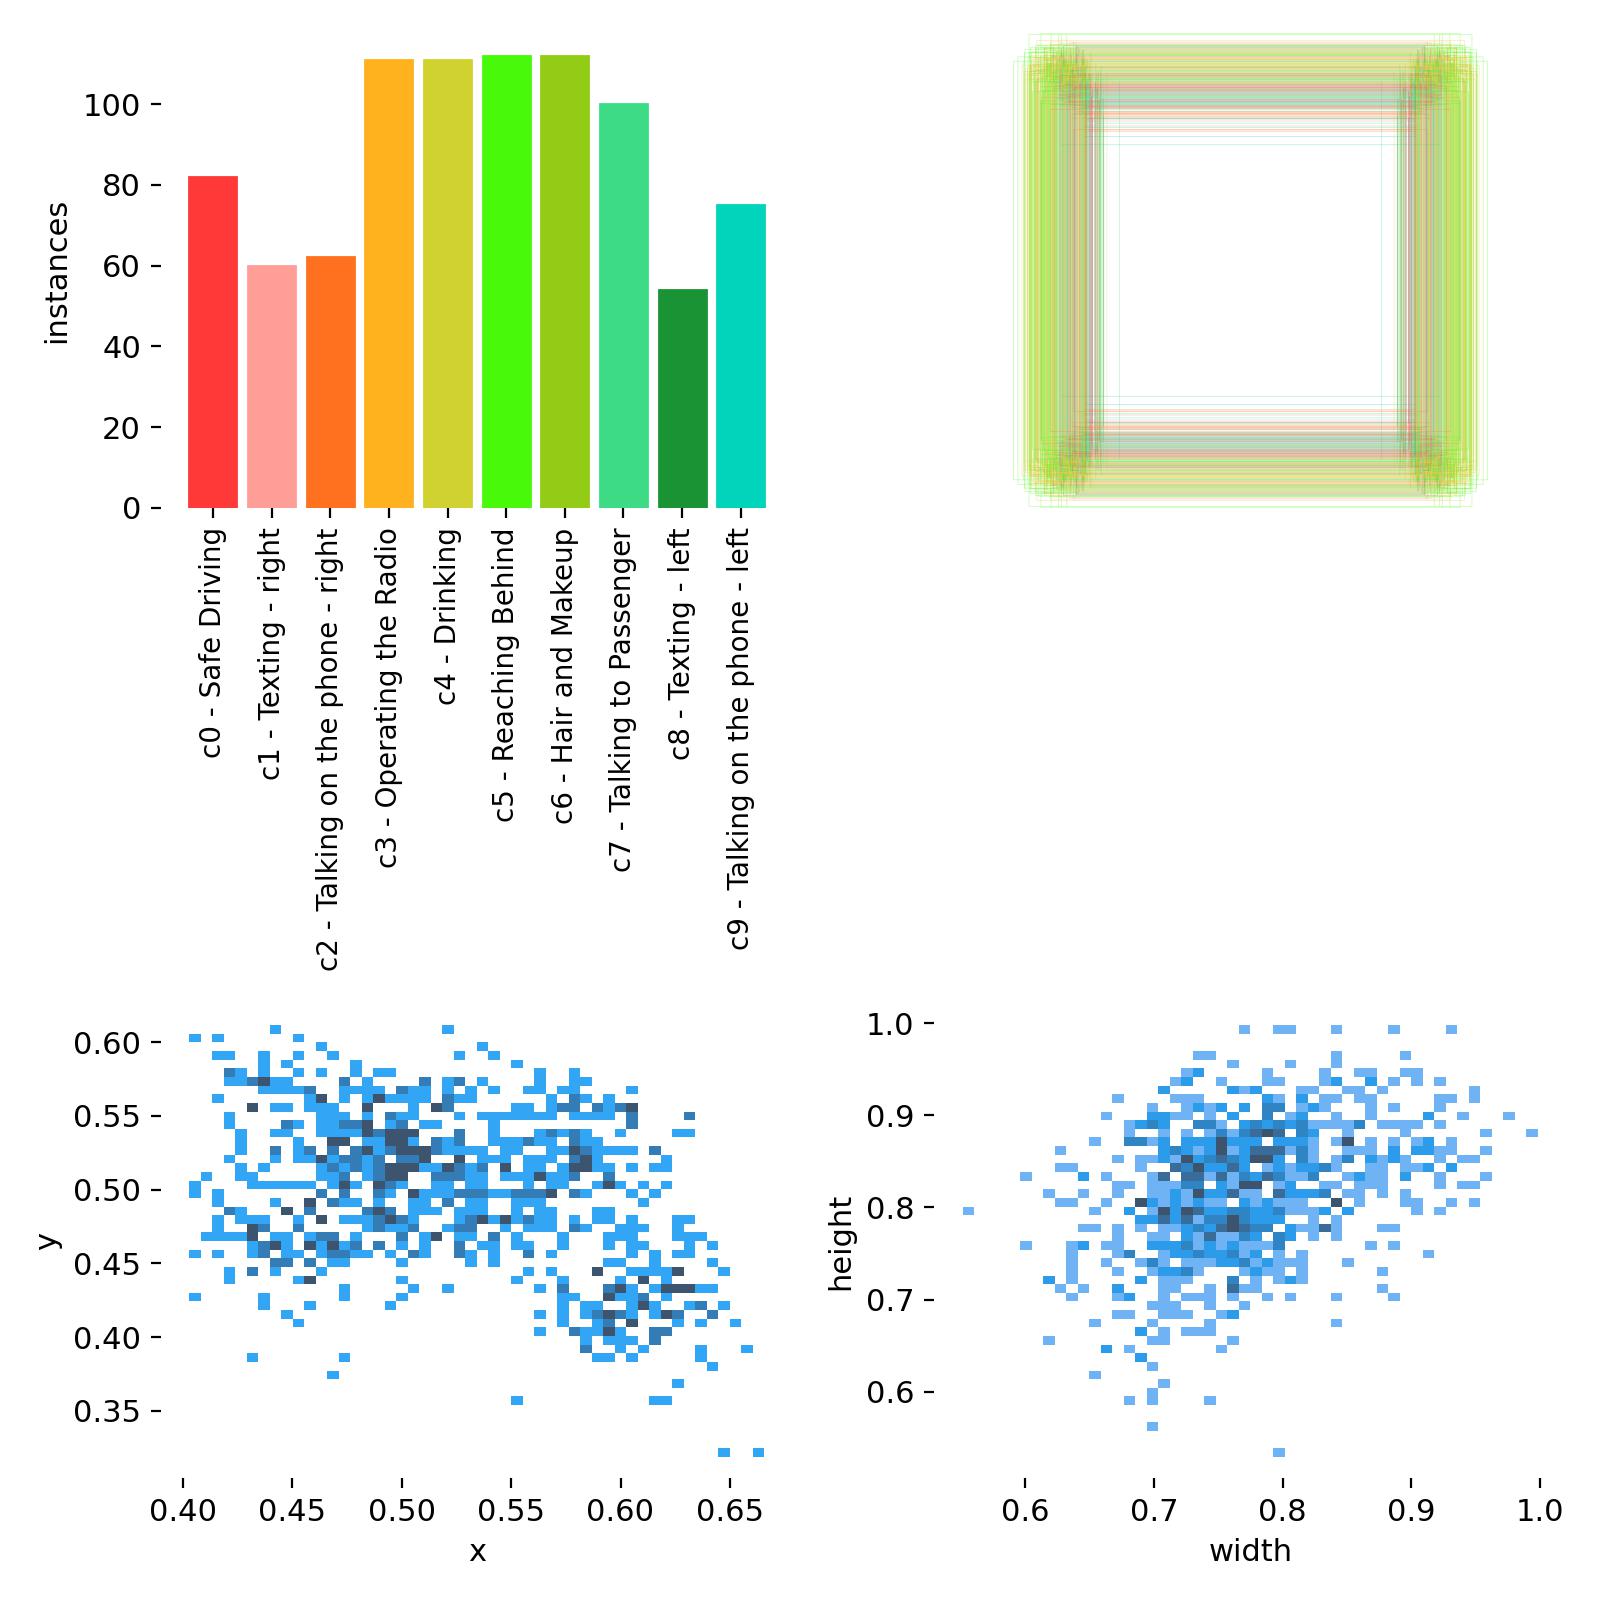 instances
100
80
60
40
20
0
c0 - Safe Driving
c1 - Texting - right
c2 - Talking on the phone - right
c3 - Operating the Radio
c4 - Drinking
c5 - Reaching Behind
c6 - Hair and Makeup
c7 - Talking to Passenger
c8 - Texting - left
c9 - Talking on the phone - left
y
0.60
0.55
0.50
0.45
0.40
0.35
0.40 0.45 0.50 0.55 0.60 0.65
x
height
1.0
0.9
0.8
0.7
0.6
0.6 0.7 0.8 0.9 1.0
width